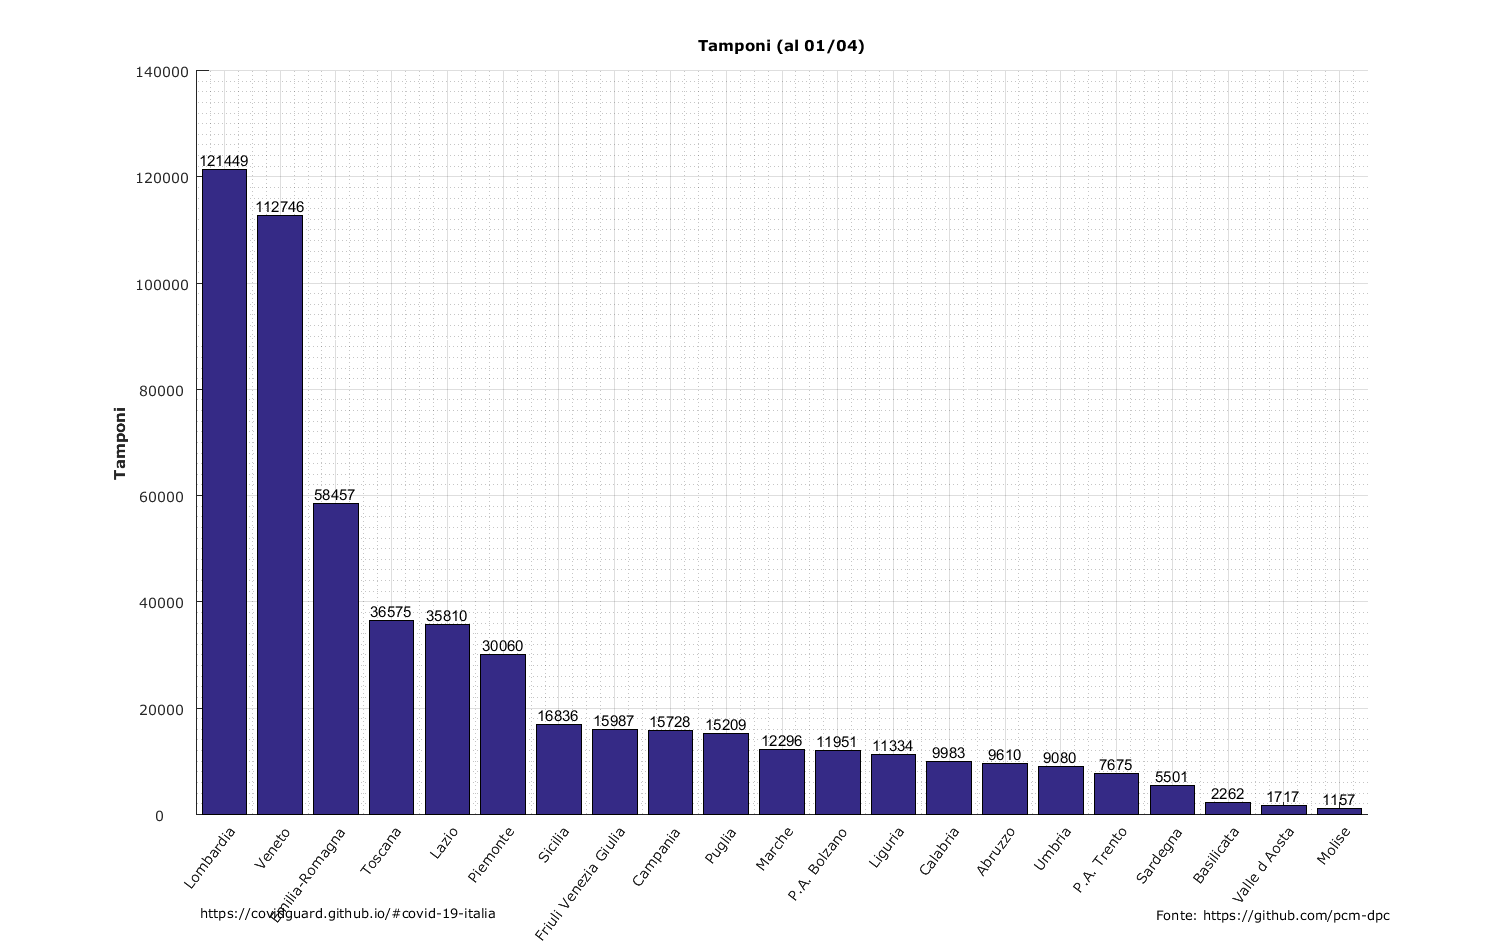 Tamponi (al 01/04)
Tamponi
140000
120000
100000
80000
60000
40000
20000
0
121449
112746
58457
36575
35810
30060
16836
15987
15728
15209
12296
11951
11334
9983
9610
9080
7675
5501
2262
1717
1157
Lombardia
Veneto
Emilia-Romagna
Toscana
Lazio
Piemonte
Sicilia
Friuli Venezia Giulia
Campania
Puglia
Marche
P.A. Bolzano
Liguria
Calabria
Abruzzo
Umbria
P.A. Trento
Sardegna
Basilicata
Valle d Aosta
Molise
https://covidguard.github.io/#covid-19-italia
Fonte: https://github.com/pcm-dpc